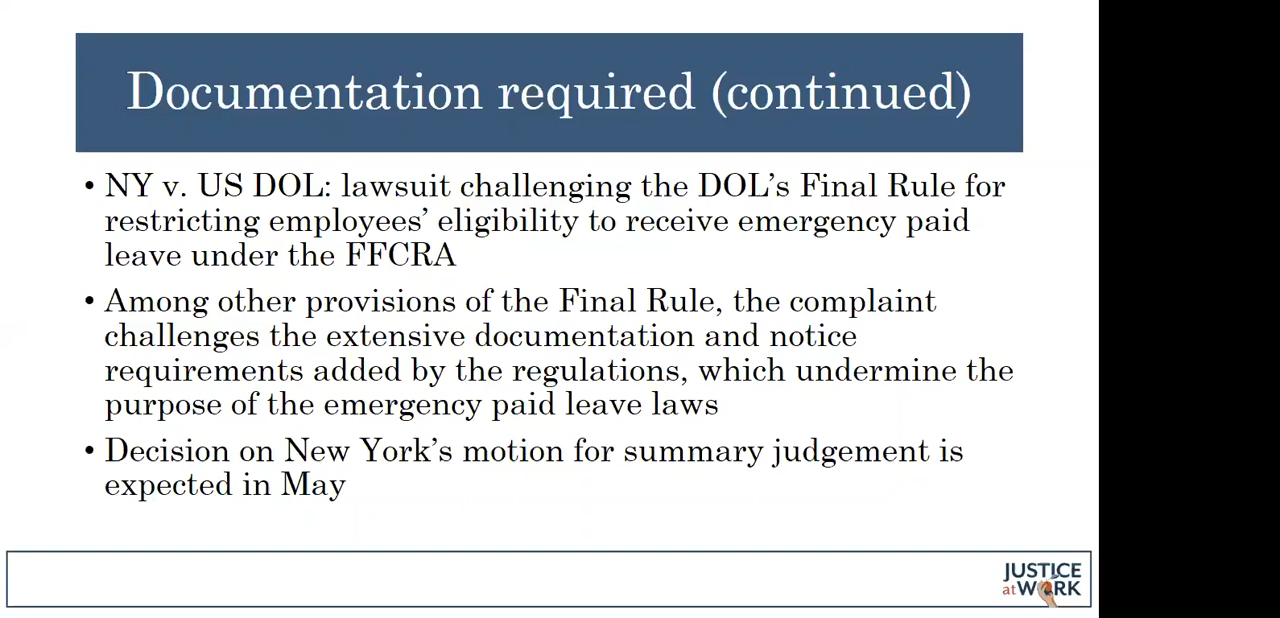 Documentation required (continued)
• NY v. US DOL: lawsuit challenging the DOL’s Final Rule for
restricting employees’ eligibility to receive emergency paid
leave under the FFCRA
• Among other provisions of the Final Rule, the complaint
challenges the extensive documentation and notice
requirements added by the regulations, which undermine the
purpose of the emergency paid leave laws
• Decision on New York’s motion for summary judgement is
expected in May
JUSTICE
at WORK